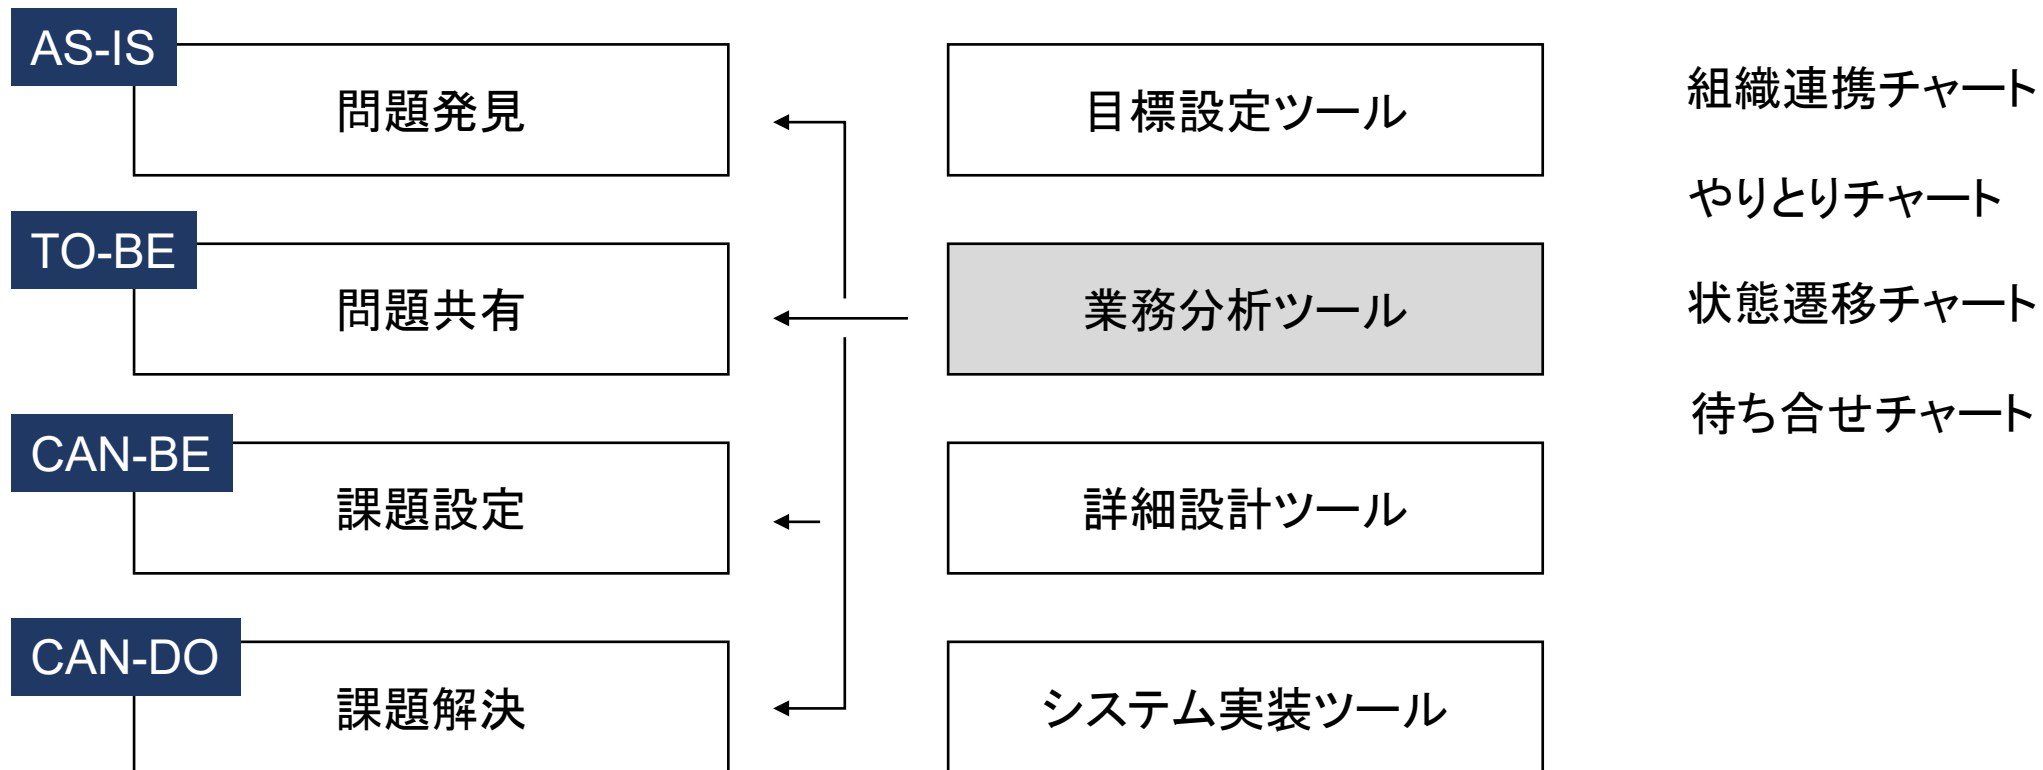 AS-IS
問題発見
TO-BE
問題共有
CAN-BE
課題設定
CAN-DO
課題解決
目標設定ツール
業務分析ツール
詳細設計ツール
システム実装ツール
組織連携チャート
やりとりチャート
状態遷移チャート
待ち合せチャート